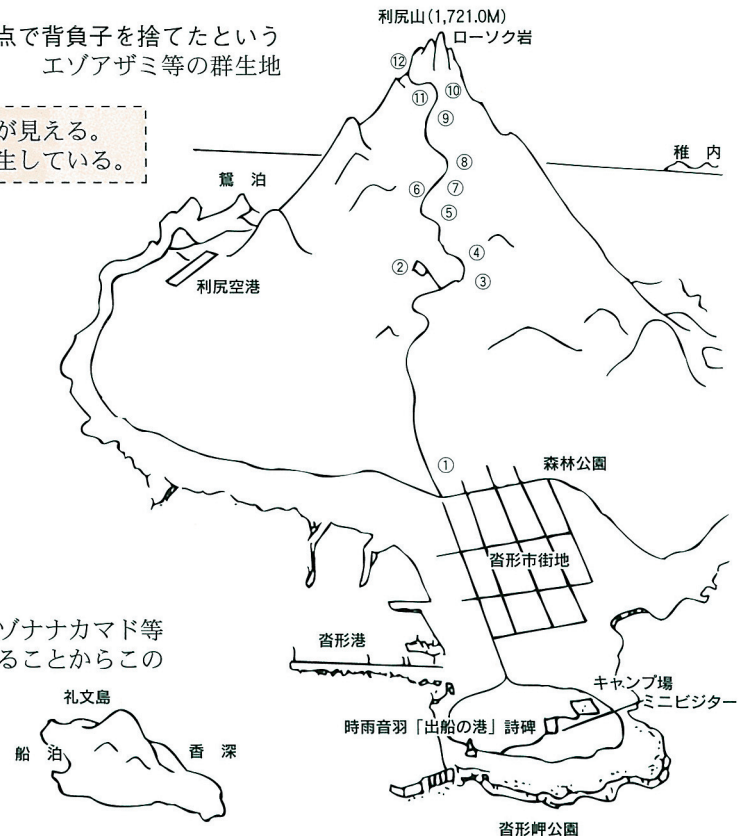 利尻山(1,721.0M)
ローソク岩
点で背負子を捨てたという
エゾアザミ等の群生地
⑫
⑪
⑩
⑨
が見える。
生している。
稚内
⑧
鴛泊
⑥
⑦
⑤
④
②
③
利尻空港
①
森林公園
沓形市街地
ゾナナカマド等
ることからこの
沓形港
キャンプ場
ミニビジター
礼文島
時雨音羽「出船の港」詩碑
船泊
香深
沓形岬公園